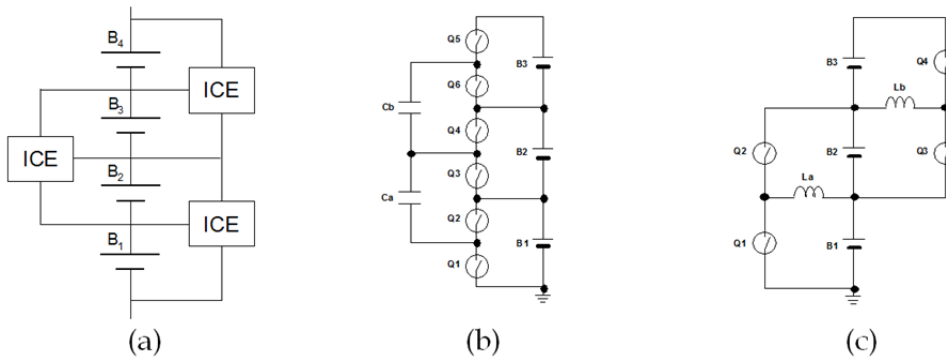 B4
ICE
B3
ICE
B2
ICE
B1
(a)
Q5
B3
Q6
Cb
Q4
B2
Q3
Ca
Q2
B1
Q1
(b)
Q4
B3
Lb
Q2
B2
Q3
La
Q1
B1
(c)